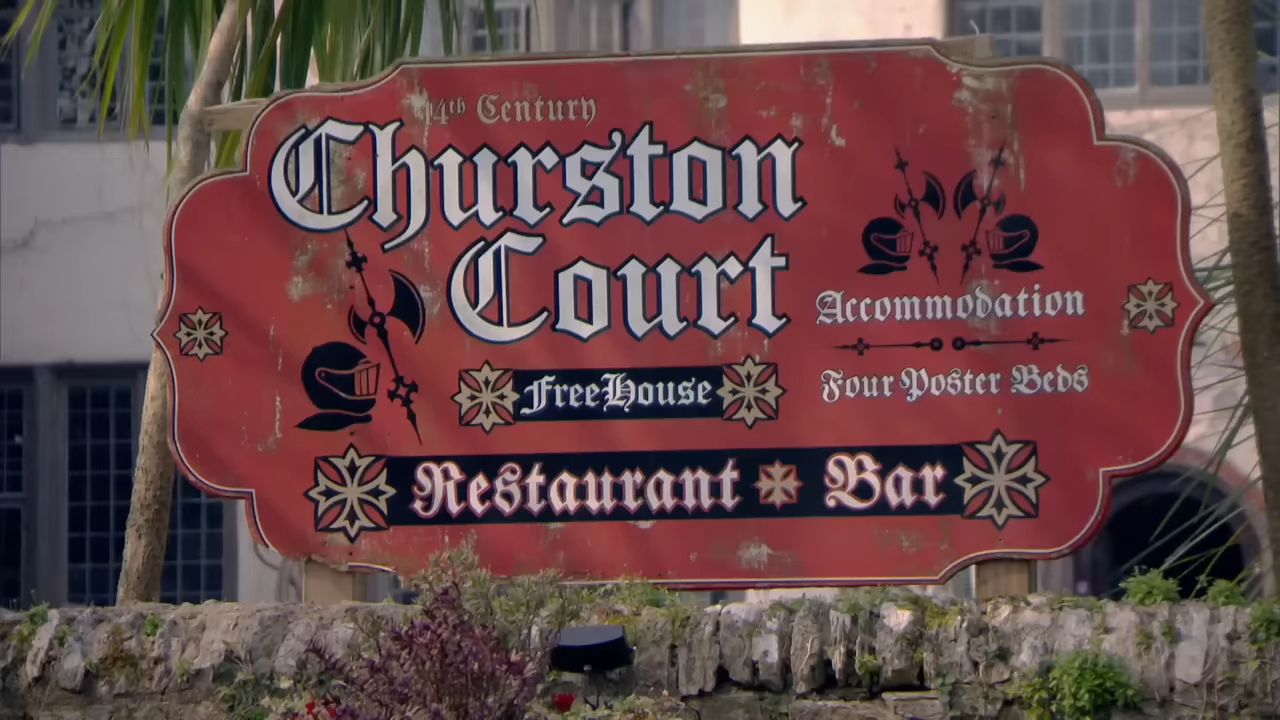 14th Century
Churston
Court
FreeHouse
Restaurant Bar
Accommodation
Four Poster Beds